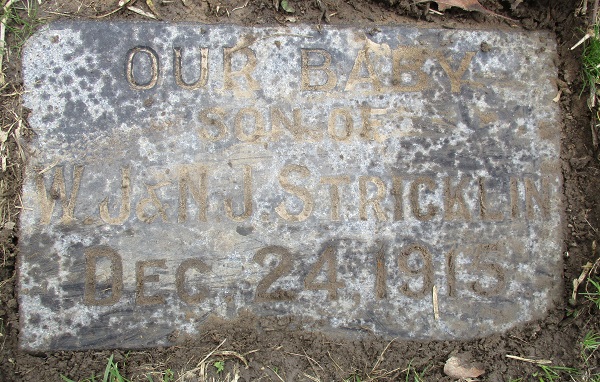 OUR BABY
SON OF
W. J & N J STRICKLIN
DEC. 24, 1915